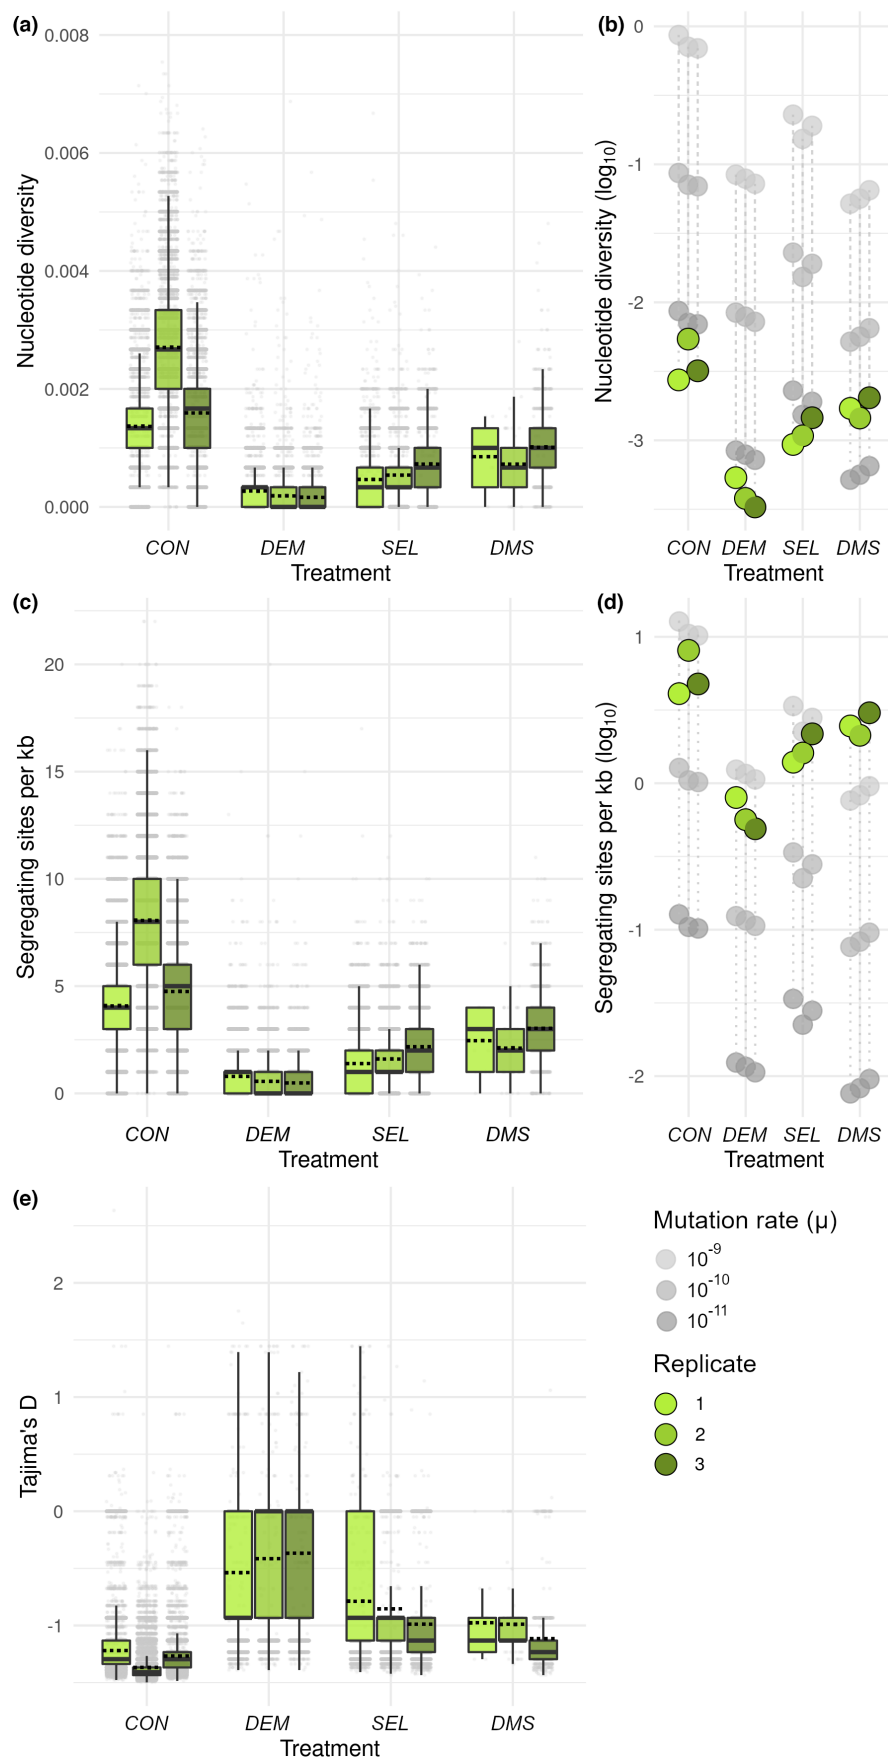 (a)
0.008
0.006
0.004
0.002
0.000
Nucleotide diversity
CON DEM SEL DMS
Treatment
(b)
0
-1
-2
-3
Nucleotide diversity (log10)
CON DEM SEL DMS
Treatment
(c)
20
15
10
5
0
Segregating sites per kb
CON DEM SEL DMS
Treatment
(d)
1
0
-1
-2
Segregating sites per kb (log10)
CON DEM SEL DMS
Treatment
(e)
2
1
0
-1
Tajima's D
CON DEM SEL DMS
Treatment
Mutation rate (μ)
10-9
10-10
10-11
Replicate
1
2
3